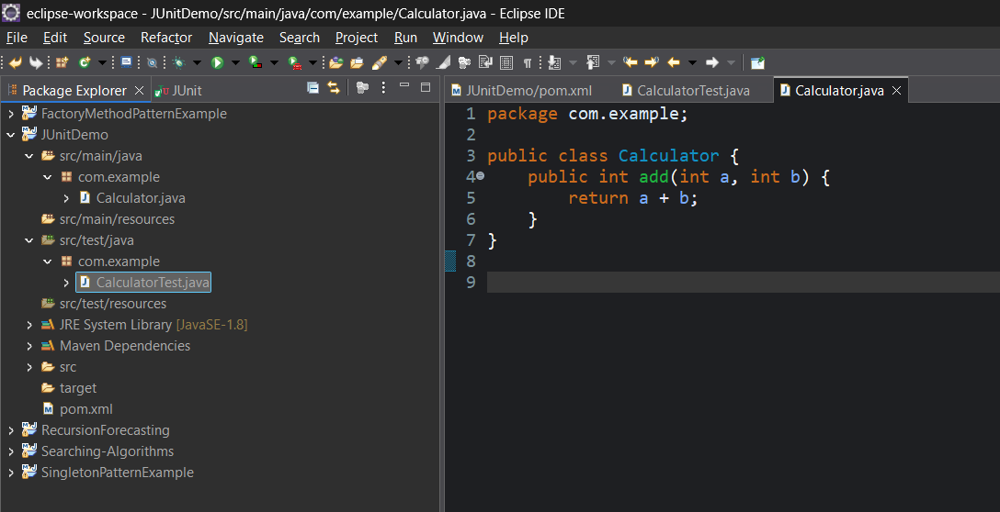 eclipse-workspace - JUnitDemo/src/main/java/com/example/Calculator.java - Eclipse IDE
File Edit Source Refactor Navigate Search Project Run Window Help
Package Explorer JUnit
FactoryMethodPatternExample
JUnitDemo
src/main/java
com.example
Calculator.java
src/main/resources
src/test/java
com.example
CalculatorTest.java
src/test/resources
JRE System Library [JavaSE-1.8]
Maven Dependencies
src
target
pom.xml
RecursionForecasting
Searching-Algorithms
SingletonPatternExample
JUnitDemo/pom.xml CalculatorTest.java Calculator.java
1 package com.example;
2
3 public class Calculator {
4 public int add(int a, int b) {
5 return a + b;
6 }
7 }
8
9